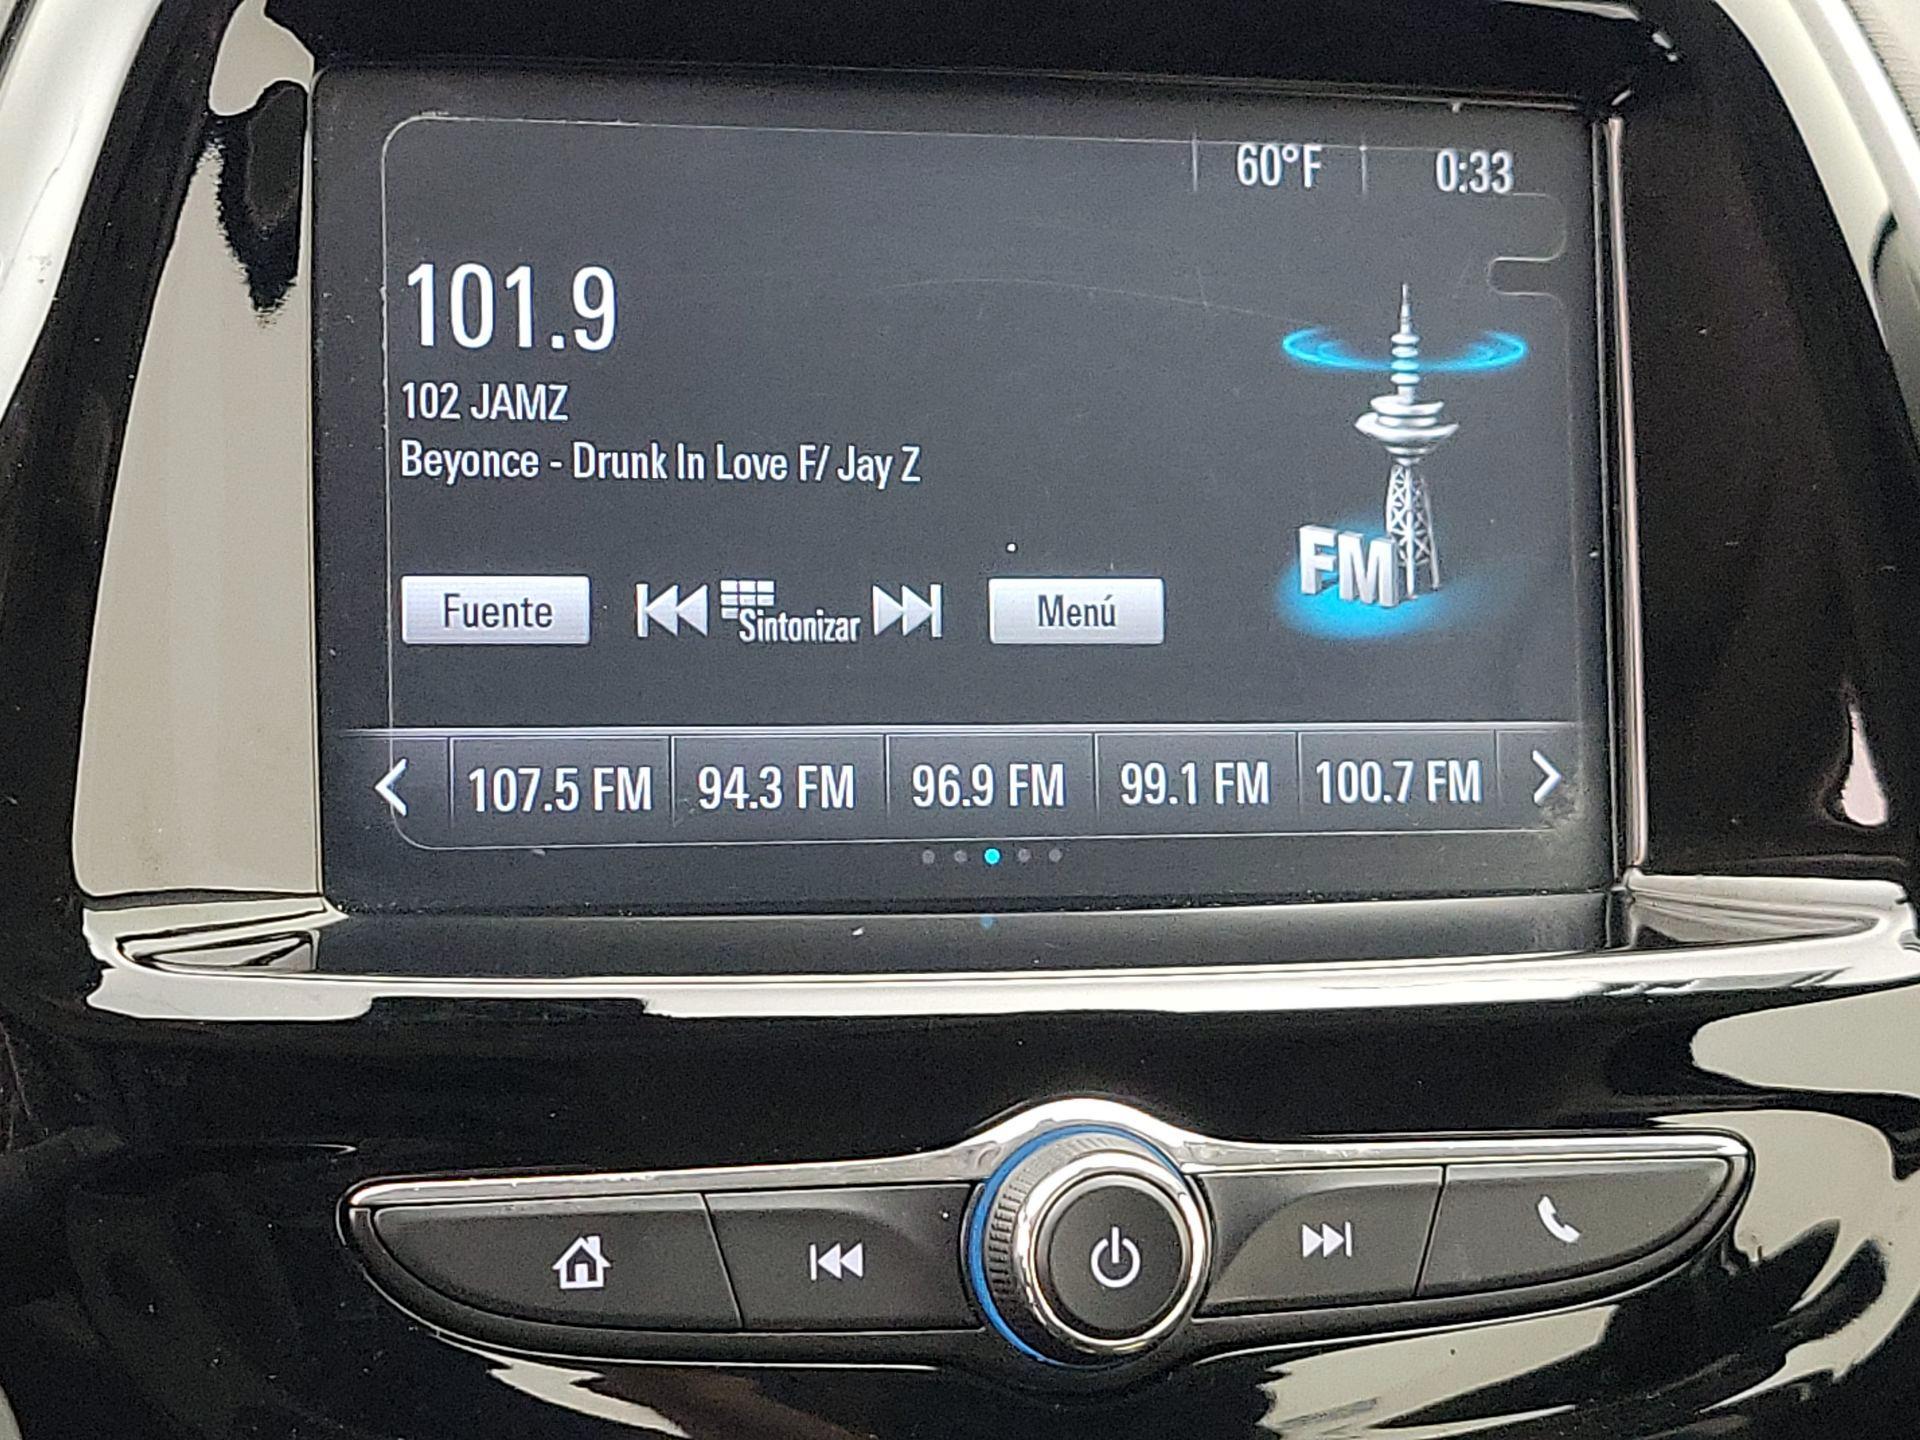 60°F 0:33
101.9
102 JAMZ
Beyonce - Drunk In Love F/ Jay Z
FM
Fuente Sintonizar Menú
107.5 FM 94.3 FM 96.9 FM 99.1 FM 100.7 FM